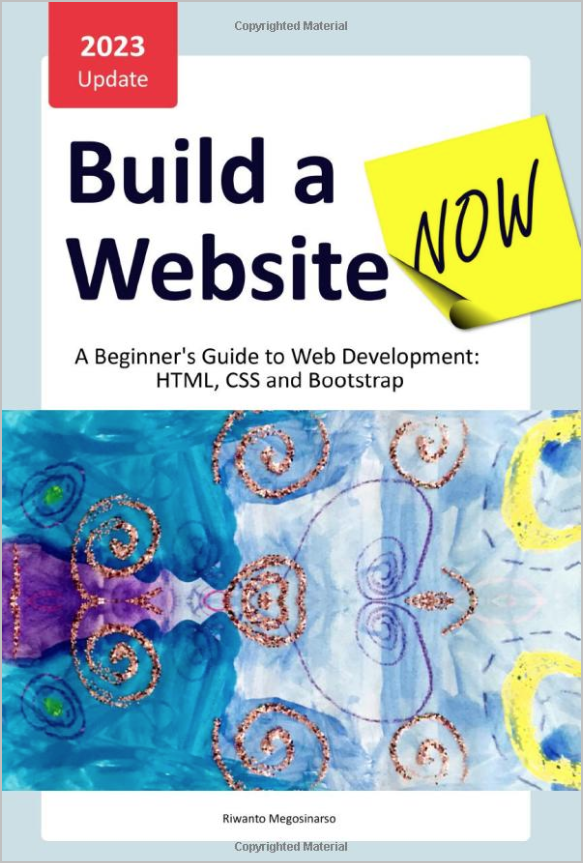 Copyrighted Material
2023
Update
Build a
Website
NOW
A Beginner's Guide to Web Development:
HTML, CSS and Bootstrap
Riwanto Megosinarso
Copyrighted Material